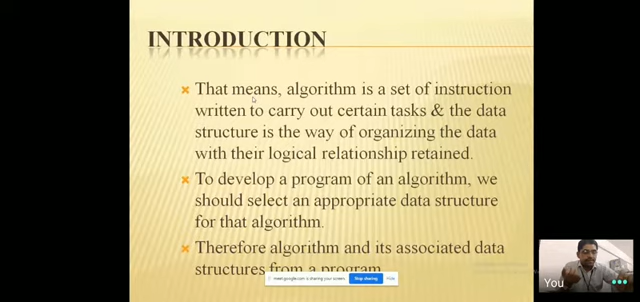 INTRODUCTION
That means, algorithm is a set of instruction
written to carry out certain tasks & the data
structure is the way of organizing the data
with their logical relationship retained.
To develop a program of an algorithm, we
should select an appropriate data structure
for that algorithm.
Therefore algorithm and its associated data
structures from a program
meet.google.com is sharing your screen.
Stop sharing
Hide
You